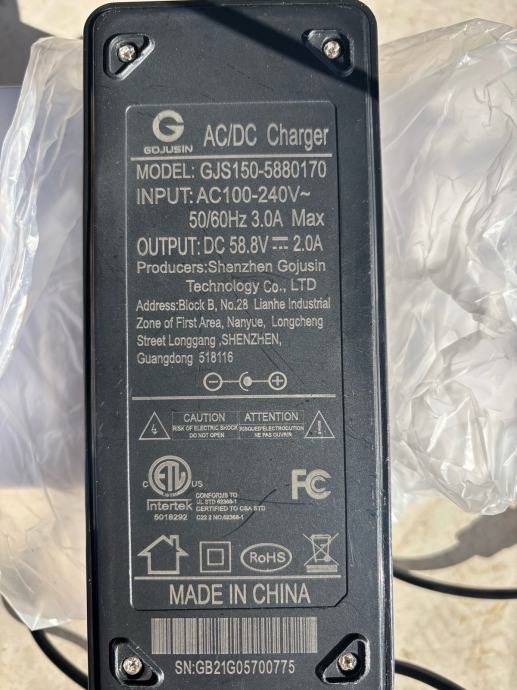 G
GOJUSIN
AC/DC Charger
MODEL: GJS150-5880170
INPUT: AC100-240V~
50/60Hz 3.0A Max
OUTPUT: DC 58.8V⎓2.0A
Producers:Shenzhen Gojusin
Technology Co., LTD
Address:Block B, No.28 Lianhe Industrial
Zone of First Area, Nanyue, Longcheng
Street Longgang ,SHENZHEN,
Guangdong 518116
CAUTION
RISK OF ELECTRIC SHOCK
DO NOT OPEN
ATTENTION
RISQUED'ELECTROCUTION
NE PAS OUVRIR
C ETL US
Intertek
5018292
CONFORMS TO
UL STD 62368-1
CERTIFIED TO CSA STD
C22 2 NO.62368-1
FC
RoHS
MADE IN CHINA
SN:GB21G05700775